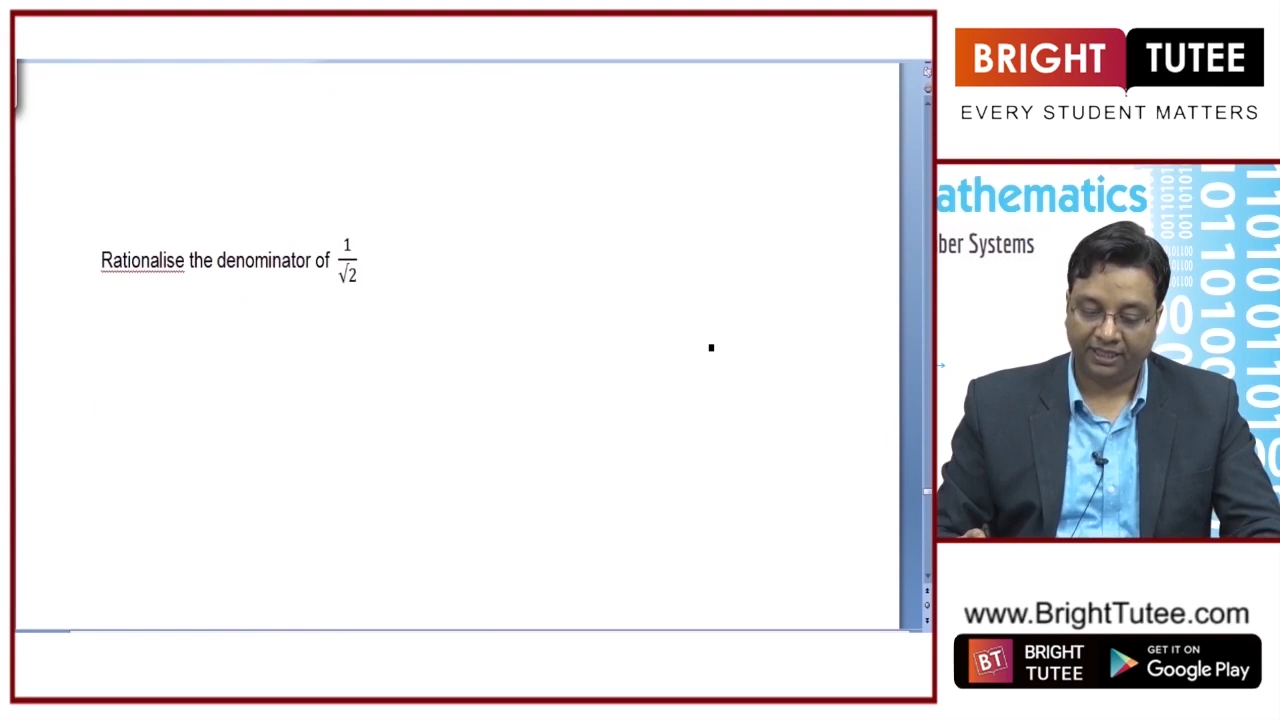 Rationalise the denominator of 1/√2
BRIGHT TUTEE
EVERY STUDENT MATTERS
athematics
ber Systems
www.BrightTutee.com
BT BRIGHT TUTEE
GET IT ON
Google Play